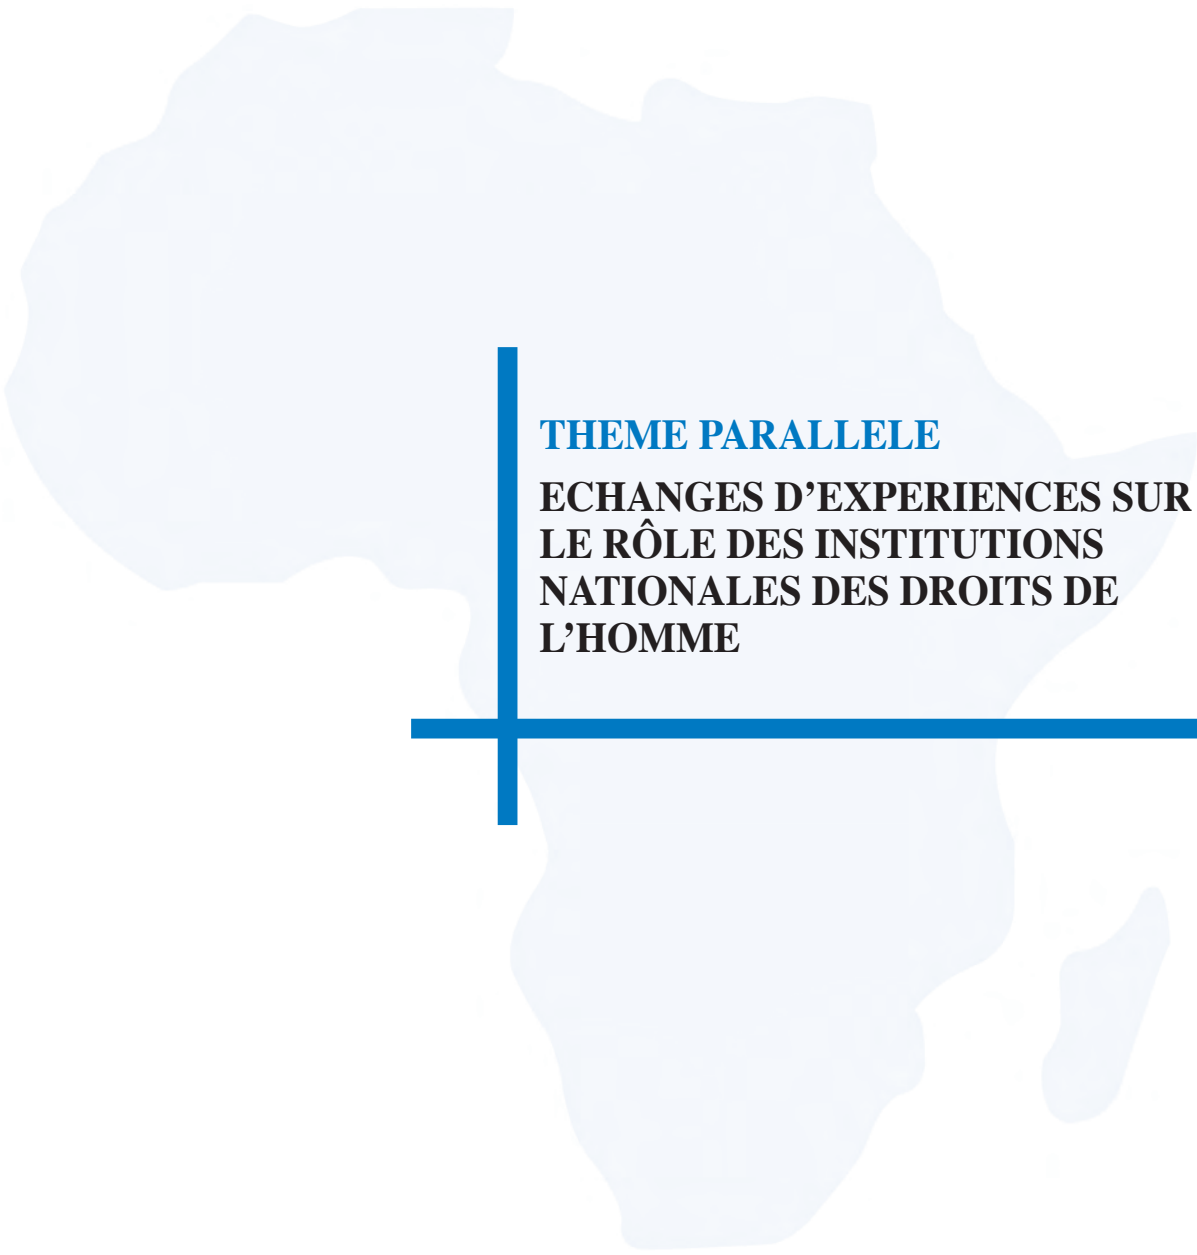 THEME PARALLELE
ECHANGES D’EXPERIENCES SUR
LE RÔLE DES INSTITUTIONS
NATIONALES DES DROITS DE
L’HOMME